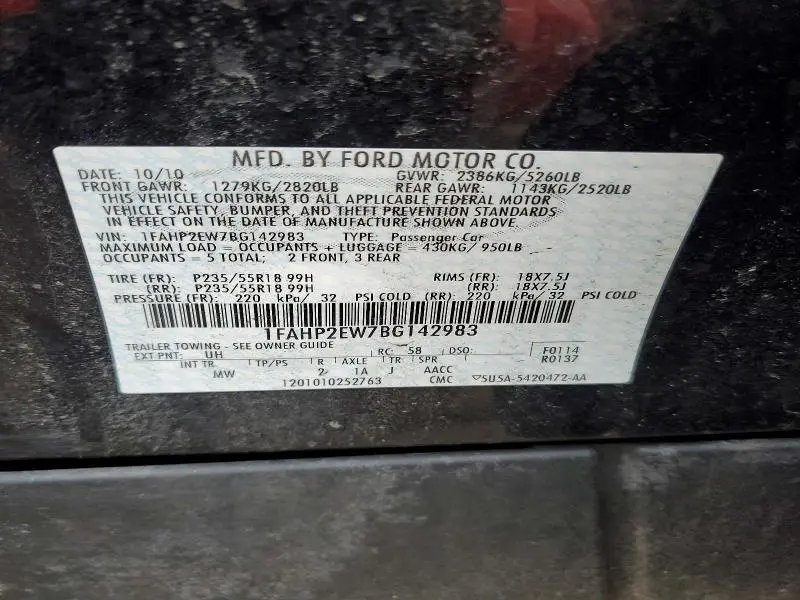 MFD. BY FORD MOTOR CO.
DATE: 10/10 GVWR: 2386KG/5260LB
FRONT GAWR: 1279KG/2820LB REAR GAWR: 1143KG/2520LB
THIS VEHICLE CONFORMS TO ALL APPLICABLE FEDERAL MOTOR
VEHICLE SAFETY, BUMPER, AND THEFT PREVENTION STANDARDS
IN EFFECT ON THE DATE OF MANUFACTURE SHOWN ABOVE.
VIN: 1FAHP2EW7BG142983 TYPE: Passenger Car
MAXIMUM LOAD = OCCUPANTS + LUGGAGE = 430KG/ 950LB
OCCUPANTS = 5 TOTAL; 2 FRONT, 3 REAR
TIRE (FR): P235/55R18 99H RIMS (FR): 18X7.5J
(RR): P235/55R18 99H (RR): 18X7.5J
PRESSURE (FR): 220 kPa/ 32 PSI COLD (RR): 220 kPa/ 32 PSI COLD
1FAHP2EW7BG142983
TRAILER TOWING - SEE OWNER GUIDE
EXT PNT: UH RC: 58 DSO: F0114
INT TR TP/PS R AXLE TR SPR R0137
MW 2 1A J AACC
1201010252763 CMC ▽5U5A-5420472-AA